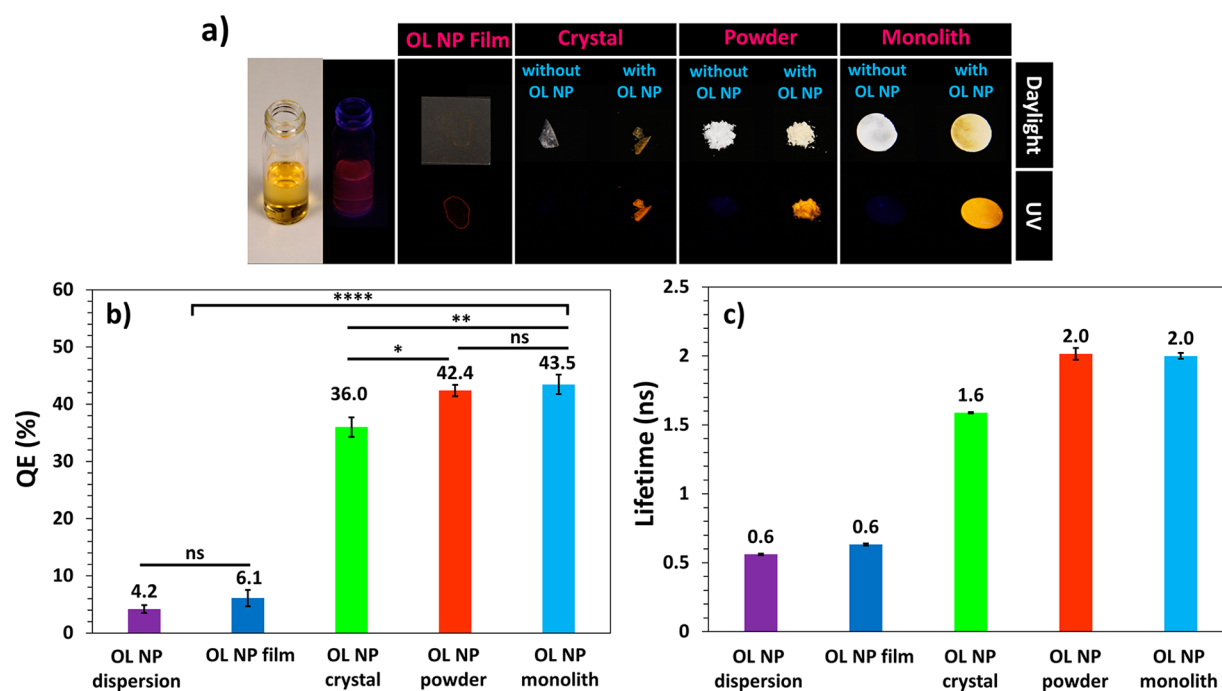 a)
OL NP Film
Crystal
Powder
Monolith
without
OL NP
with
OL NP
without
OL NP
with
OL NP
without
OL NP
with
OL NP
Daylight
UV
b)
QE (%)
60
50
40
30
20
10
0
****
**
ns
*
ns
4.2
6.1
36.0
42.4
43.5
OL NP
dispersion
OL NP film
OL NP
crystal
OL NP
powder
OL NP
monolith
c)
Lifetime (ns)
2.5
2
1.5
1
0.5
0
0.6
0.6
1.6
2.0
2.0
OL NP
dispersion
OL NP film
OL NP
crystal
OL NP
powder
OL NP
monolith